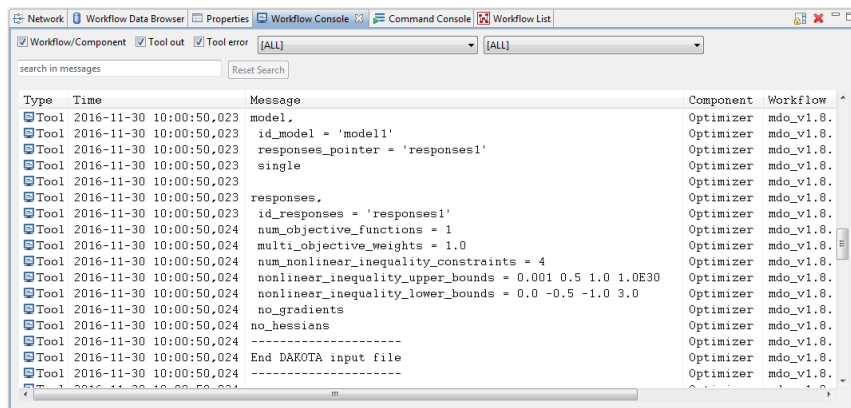 Network Workflow Data Browser Properties Workflow Console Command Console Workflow List
Workflow/Component Tool out Tool error [ALL] [ALL]
search in messages Reset Search
Type Time Message Component Workflow
Tool 2016-11-30 10:00:50,023 model, Optimizer mdo_v1.8.
Tool 2016-11-30 10:00:50,023 id_model = 'model1' Optimizer mdo_v1.8.
Tool 2016-11-30 10:00:50,023 responses_pointer = 'responses1' Optimizer mdo_v1.8.
Tool 2016-11-30 10:00:50,023 single Optimizer mdo_v1.8.
Tool 2016-11-30 10:00:50,023 Optimizer mdo_v1.8.
Tool 2016-11-30 10:00:50,023 responses, Optimizer mdo_v1.8.
Tool 2016-11-30 10:00:50,023 id_responses = 'responses1' Optimizer mdo_v1.8.
Tool 2016-11-30 10:00:50,024 num_objective_functions = 1 Optimizer mdo_v1.8.
Tool 2016-11-30 10:00:50,024 multi_objective_weights = 1.0 Optimizer mdo_v1.8.
Tool 2016-11-30 10:00:50,024 num_nonlinear_inequality_constraints = 4 Optimizer mdo_v1.8.
Tool 2016-11-30 10:00:50,024 nonlinear_inequality_upper_bounds = 0.001 0.5 1.0 1.0E30 Optimizer mdo_v1.8.
Tool 2016-11-30 10:00:50,024 nonlinear_inequality_lower_bounds = 0.0 -0.5 -1.0 3.0 Optimizer mdo_v1.8.
Tool 2016-11-30 10:00:50,024 no_gradients Optimizer mdo_v1.8.
Tool 2016-11-30 10:00:50,024 no_hessians Optimizer mdo_v1.8.
Tool 2016-11-30 10:00:50,024 --------------------- Optimizer mdo_v1.8.
Tool 2016-11-30 10:00:50,024 End DAKOTA input file Optimizer mdo_v1.8.
Tool 2016-11-30 10:00:50,024 --------------------- Optimizer mdo_v1.8.